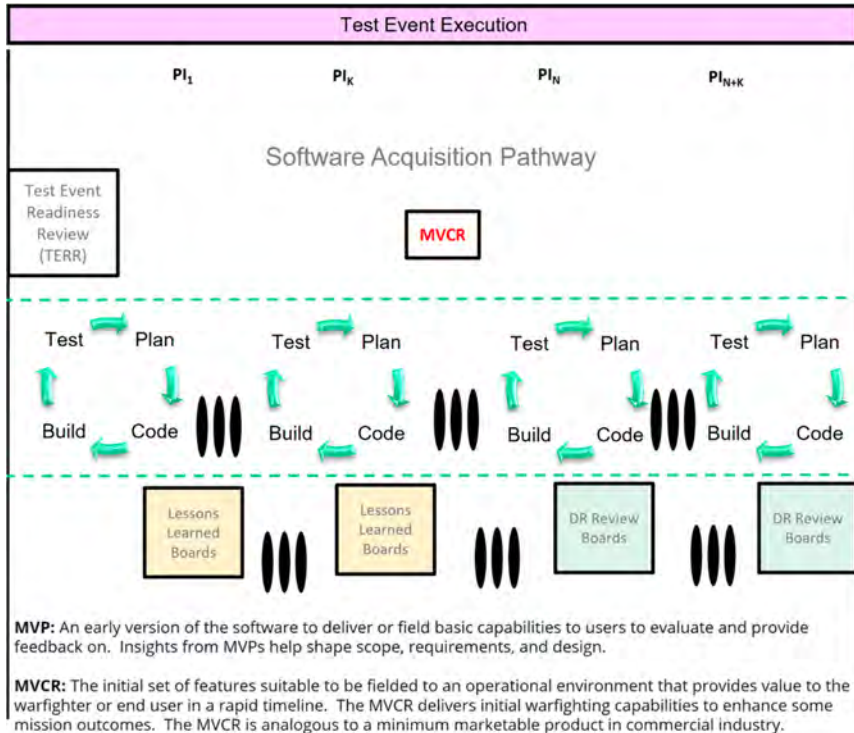 Test Event Execution
PI1 PIK PIN PIN+K
Software Acquisition Pathway
Test Event
Readiness
Review
(TERR)
MVCR
Test Plan Test Plan Test Plan Test Plan
Build Code Build Code Build Code Build Code
Lessons
Learned
Boards
Lessons
Learned
Boards
DR Review
Boards
DR Review
Boards
MVP: An early version of the software to deliver or field basic capabilities to users to evaluate and provide
feedback on. Insights from MVPs help shape scope, requirements, and design.
MVCR: The initial set of features suitable to be fielded to an operational environment that provides value to the
warfighter or end user in a rapid timeline. The MVCR delivers initial warfighting capabilities to enhance some
mission outcomes. The MVCR is analogous to a minimum marketable product in commercial industry.